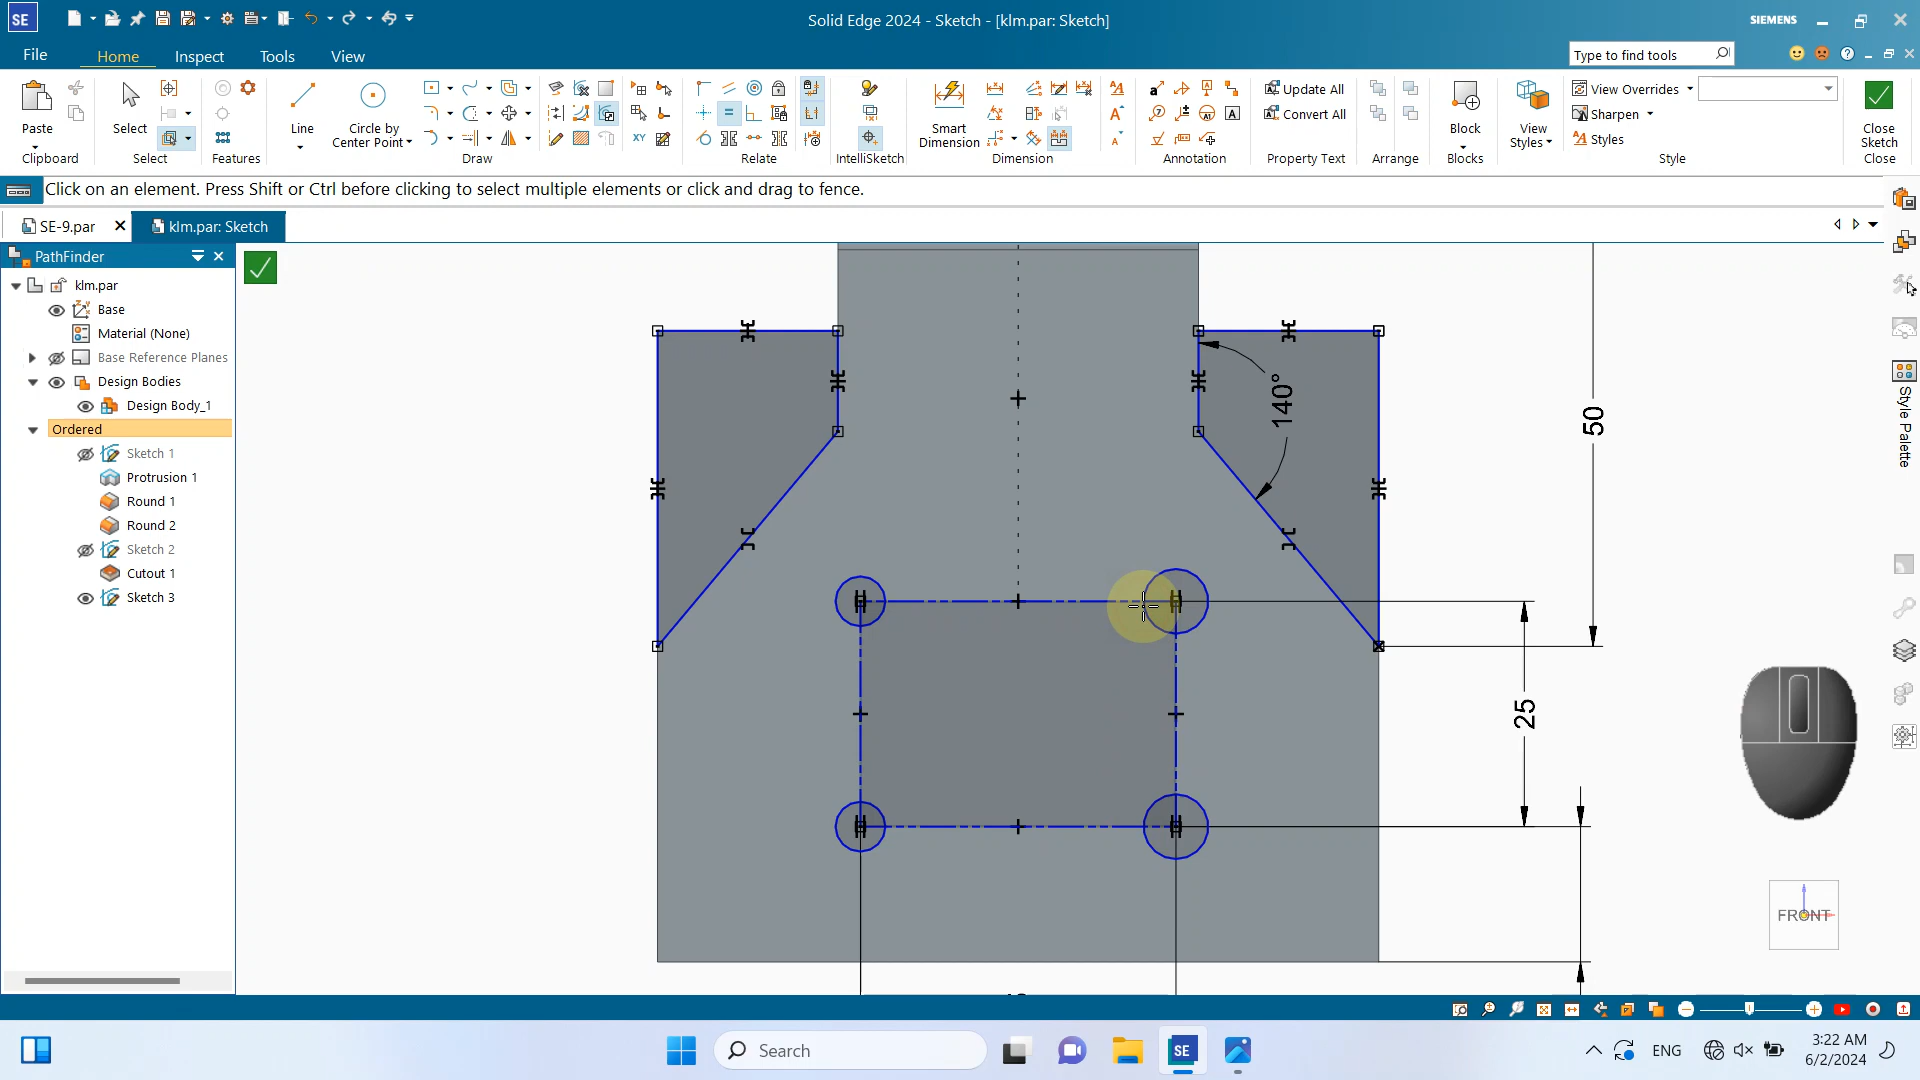 SE
Solid Edge 2024 - Sketch - [klm.par: Sketch]
SIEMENS
File
Home
Inspect
Tools
View
Type to find tools
Paste
Clipboard
Select
Select
Features
Line
Circle by
Center Point
Draw
Relate
IntelliSketch
Smart
Dimension
Dimension
Annotation
Update All
Convert All
Property Text
Arrange
Block
Blocks
View
Styles
View Overrides
Sharpen
Styles
Style
Close
Sketch
Close
Click on an element. Press Shift or Ctrl before clicking to select multiple elements or click and drag to fence.
SE-9.par
klm.par: Sketch
PathFinder
klm.par
Base
Material (None)
Base Reference Planes
Design Bodies
Design Body_1
Ordered
Sketch 1
Protrusion 1
Round 1
Round 2
Sketch 2
Cutout 1
Sketch 3
140°
50
25
Style Palette
FRONT
Search
SE
ENG
3:22 AM
6/2/2024